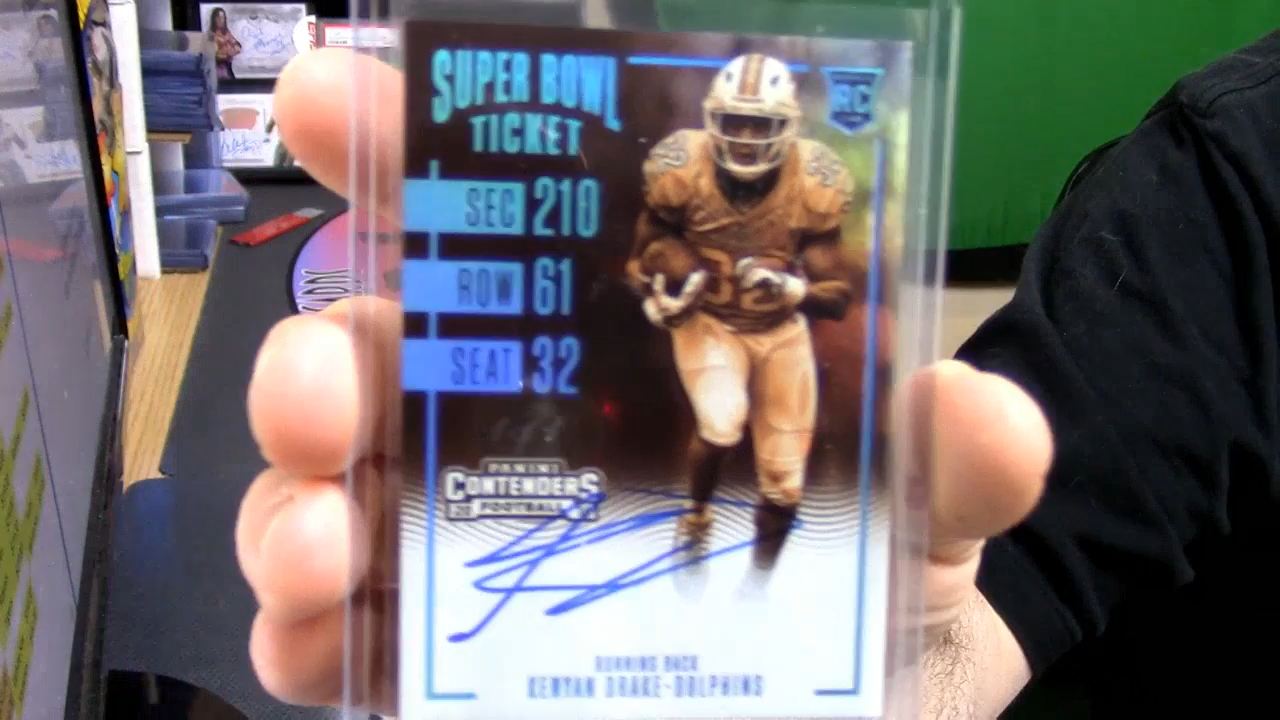 SUPER BOWL
TICKET
RC
SEC 210
ROW 61
SEAT 32
PANINI
CONTENDERS
FOOTBALL
RUNNING BACK
KENYAN DRAKE-DOLPHINS